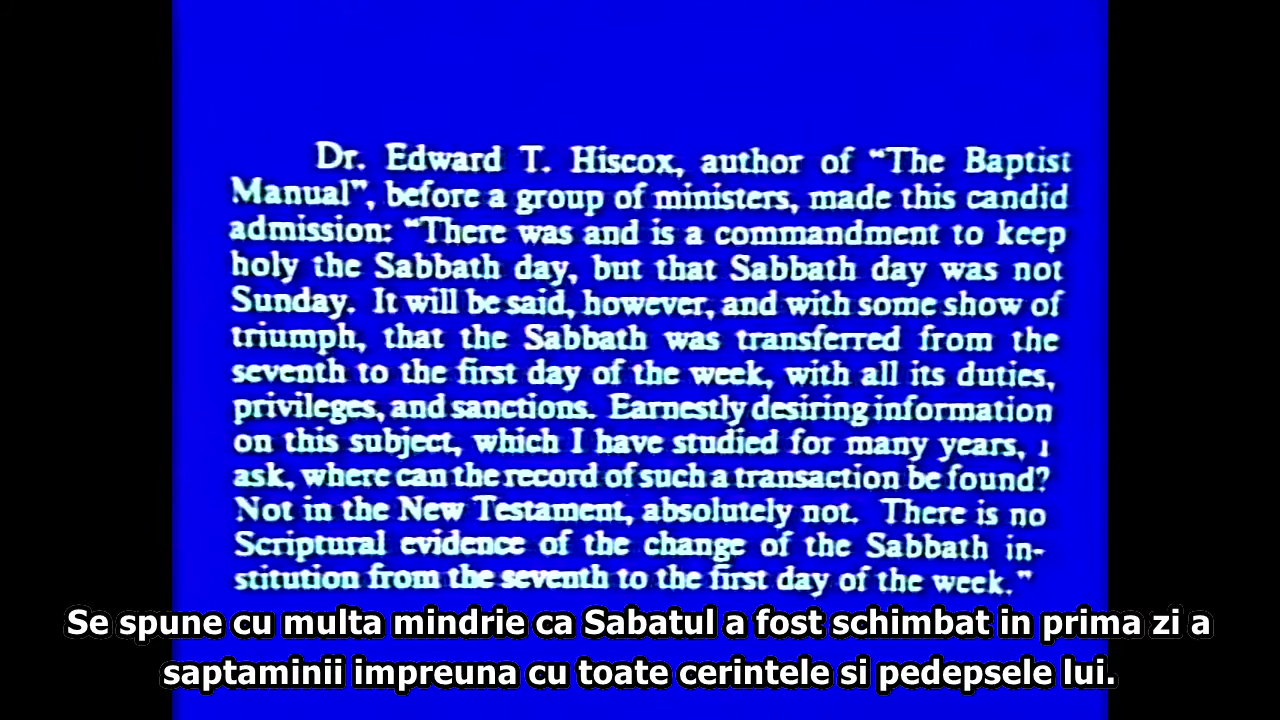 Dr. Edward T. Hiscox, author of “The Baptist
Manual”, before a group of ministers, made this candid
admission: “There was and is a commandment to keep
holy the Sabbath day, but that Sabbath day was not
Sunday. It will be said, however, and with some show of
triumph, that the Sabbath was transferred from the
seventh to the first day of the week, with all its duties,
privileges, and sanctions. Earnestly desiring information
on this subject, which I have studied for many years, I
ask, where can the record of such a transaction be found?
Not in the New Testament, absolutely not. There is no
Scriptural evidence of the change of the Sabbath in-
stitution from the seventh to the first day of the week.”
Se spune cu multa mindrie ca Sabatul a fost schimbat in prima zi a
saptaminii impreuna cu toate cerintele si pedepsele lui.